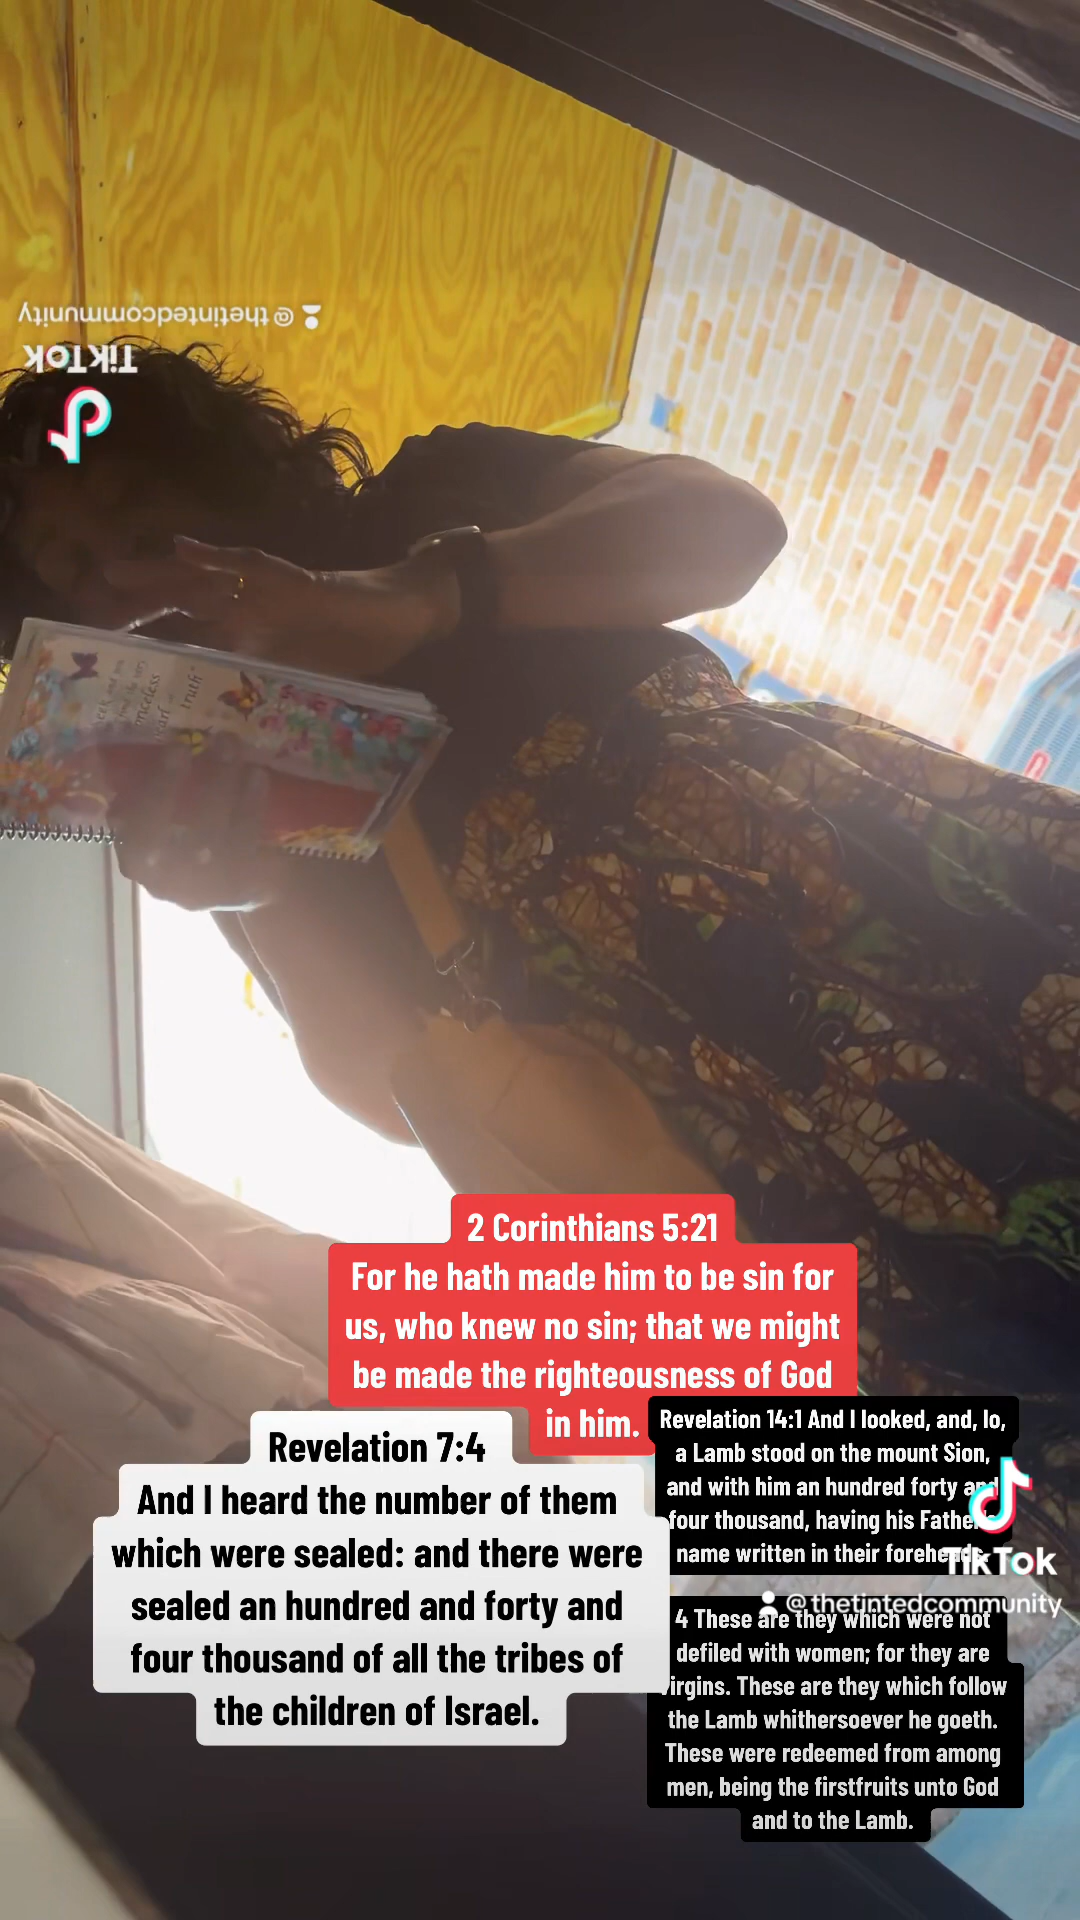 @thetintedcommunity
TikTok
priceless
truth"
2 Corinthians 5:21
For he hath made him to be sin for
us, who knew no sin; that we might
be made the righteousness of God
in him.
Revelation 7:4
And I heard the number of them
which were sealed: and there were
sealed an hundred and forty and
four thousand of all the tribes of
the children of Israel.
Revelation 14:1 And I looked, and, lo,
a Lamb stood on the mount Sion,
and with him an hundred forty and
four thousand, having his Father's
name written in their foreheads.
TikTok
@thetintedcommunity
4 These are they which were not
defiled with women; for they are
virgins. These are they which follow
the Lamb whithersoever he goeth.
These were redeemed from among
men, being the firstfruits unto God
and to the Lamb.